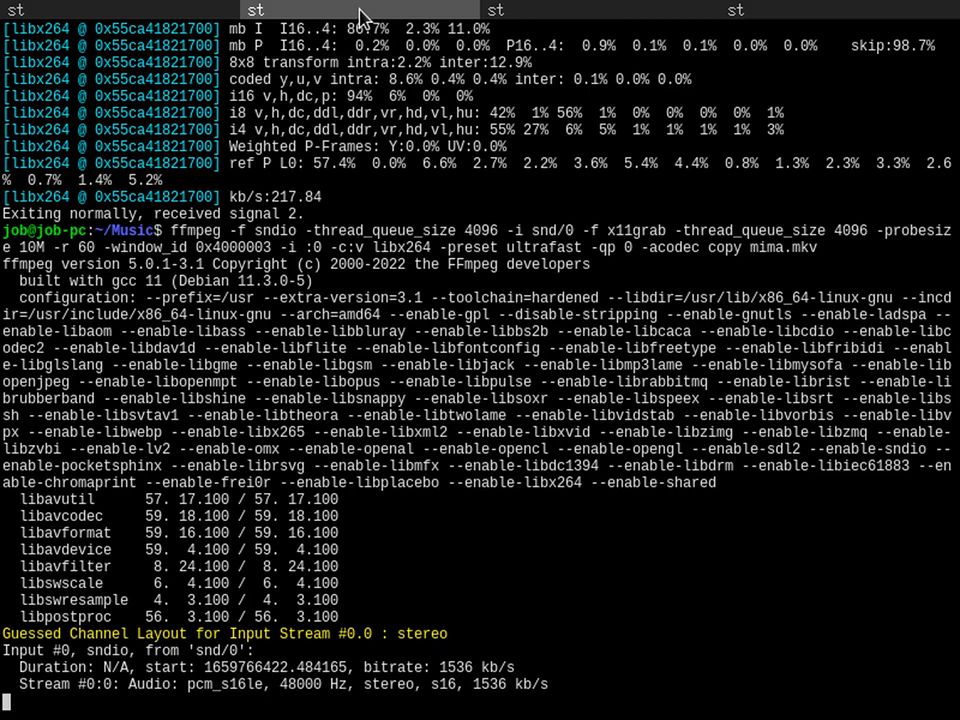 st st st st
[libx264 @ 0x55ca41821700] mb I  I16..4: 86.7%  2.3% 11.0%
[libx264 @ 0x55ca41821700] mb P  I16..4:  0.2%  0.0%  0.0%  P16..4:  0.9%  0.1%  0.1%  0.0%  0.0%    skip:98.7%
[libx264 @ 0x55ca41821700] 8x8 transform intra:2.2% inter:12.9%
[libx264 @ 0x55ca41821700] coded y,u,v intra: 8.6% 0.4% 0.4% inter: 0.1% 0.0% 0.0%
[libx264 @ 0x55ca41821700] i16 v,h,dc,p: 94%  6%  0%  0%
[libx264 @ 0x55ca41821700] i8 v,h,dc,ddl,ddr,vr,hd,vl,hu: 42%  1% 56%  1%  0%  0%  0%  0%  1%
[libx264 @ 0x55ca41821700] i4 v,h,dc,ddl,ddr,vr,hd,vl,hu: 55% 27%  6%  5%  1%  1%  1%  1%  3%
[libx264 @ 0x55ca41821700] Weighted P-Frames: Y:0.0% UV:0.0%
[libx264 @ 0x55ca41821700] ref P L0: 57.4%  0.0%  6.6%  2.7%  2.2%  3.6%  5.4%  4.4%  0.8%  1.3%  2.3%  3.3%  2.6
%  0.7%  1.4%  5.2%
[libx264 @ 0x55ca41821700] kb/s:217.84
Exiting normally, received signal 2.
job@job-pc:~/Music$ ffmpeg -f sndio -thread_queue_size 4096 -i snd/0 -f x11grab -thread_queue_size 4096 -probesiz
e 10M -r 60 -window_id 0x4000003 -i :0 -c:v libx264 -preset ultrafast -qp 0 -acodec copy mima.mkv
ffmpeg version 5.0.1-3.1 Copyright (c) 2000-2022 the FFmpeg developers
  built with gcc 11 (Debian 11.3.0-5)
  configuration: --prefix=/usr --extra-version=3.1 --toolchain=hardened --libdir=/usr/lib/x86_64-linux-gnu --incd
ir=/usr/include/x86_64-linux-gnu --arch=amd64 --enable-gpl --disable-stripping --enable-gnutls --enable-ladspa --
enable-libaom --enable-libass --enable-libbluray --enable-libbs2b --enable-libcaca --enable-libcdio --enable-libc
odec2 --enable-libdav1d --enable-libflite --enable-libfontconfig --enable-libfreetype --enable-libfribidi --enabl
e-libglslang --enable-libgme --enable-libgsm --enable-libjack --enable-libmp3lame --enable-libmysofa --enable-lib
openjpeg --enable-libopenmpt --enable-libopus --enable-libpulse --enable-librabbitmq --enable-librist --enable-li
brubberband --enable-libshine --enable-libsnappy --enable-libsoxr --enable-libspeex --enable-libsrt --enable-libs
sh --enable-libsvtav1 --enable-libtheora --enable-libtwolame --enable-libvidstab --enable-libvorbis --enable-libv
px --enable-libwebp --enable-libx265 --enable-libxml2 --enable-libxvid --enable-libzimg --enable-libzmq --enable-
libzvbi --enable-lv2 --enable-omx --enable-openal --enable-opencl --enable-opengl --enable-sdl2 --enable-sndio --
enable-pocketsphinx --enable-librsvg --enable-libmfx --enable-libdc1394 --enable-libdrm --enable-libiec61883 --en
able-chromaprint --enable-frei0r --enable-libplacebo --enable-libx264 --enable-shared
  libavutil      57. 17.100 / 57. 17.100
  libavcodec     59. 18.100 / 59. 18.100
  libavformat    59. 16.100 / 59. 16.100
  libavdevice    59.  4.100 / 59.  4.100
  libavfilter     8. 24.100 /  8. 24.100
  libswscale      6.  4.100 /  6.  4.100
  libswresample   4.  3.100 /  4.  3.100
  libpostproc    56.  3.100 / 56.  3.100
Guessed Channel Layout for Input Stream #0.0 : stereo
Input #0, sndio, from 'snd/0':
  Duration: N/A, start: 1659766422.484165, bitrate: 1536 kb/s
  Stream #0:0: Audio: pcm_s16le, 48000 Hz, stereo, s16, 1536 kb/s